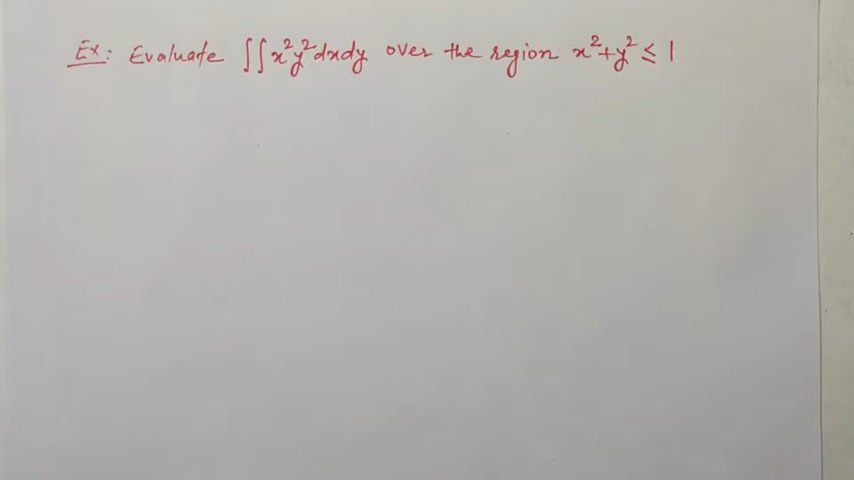 Ex: Evaluate ∬x²y²dxdy over the region x²+y² ≤ 1